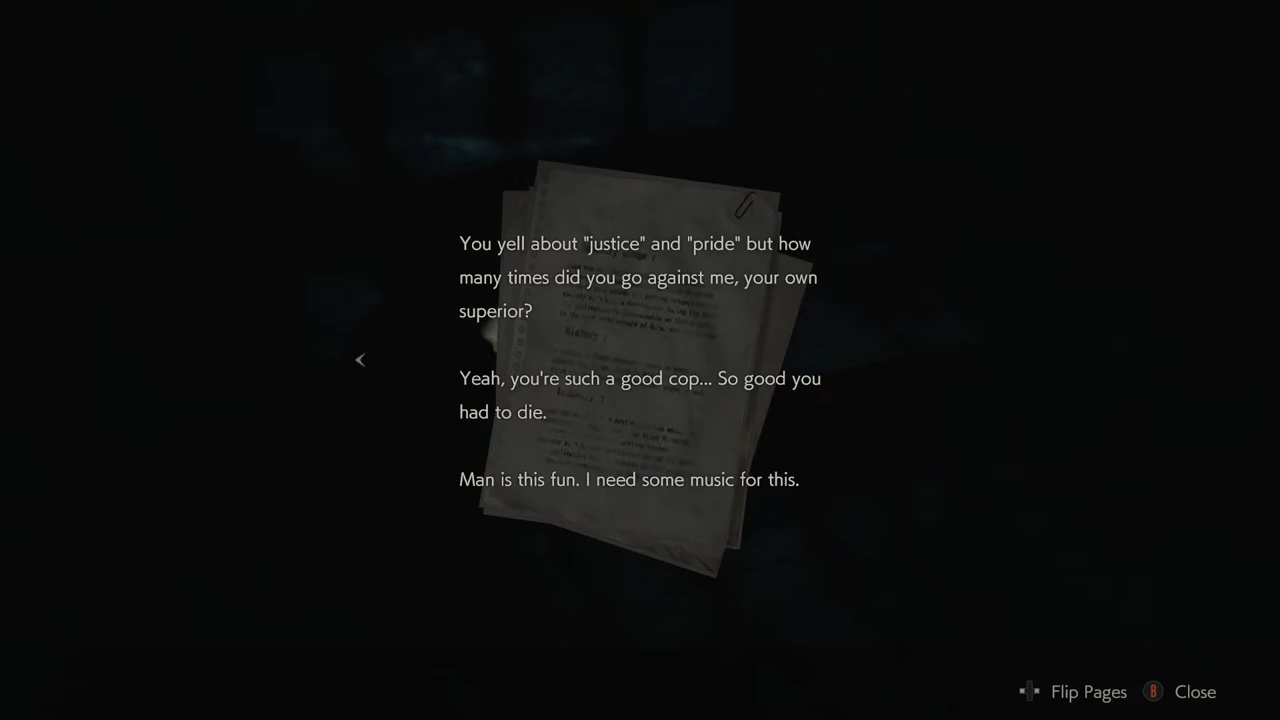 You yell about "justice" and "pride" but how
many times did you go against me, your own
superior?
Yeah, you're such a good cop... So good you
had to die.
Man is this fun. I need some music for this.
Flip Pages
B Close